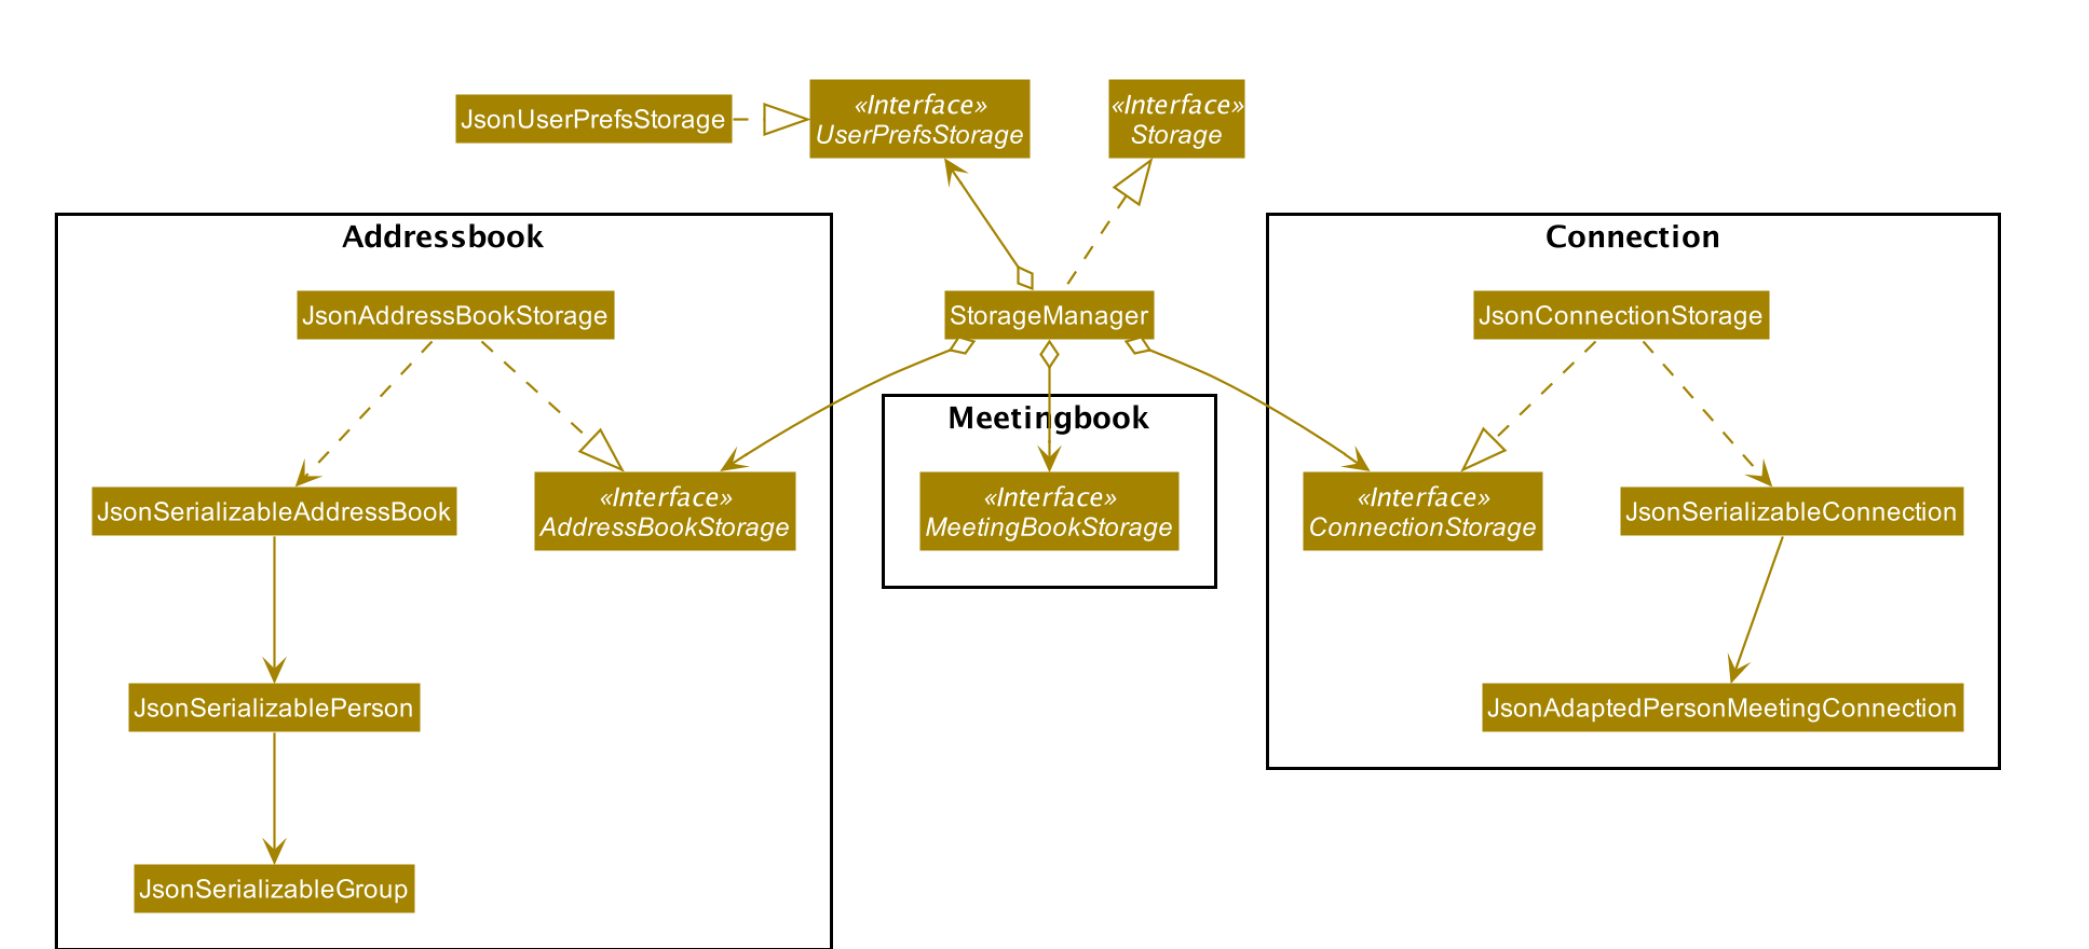 JsonUserPrefsStorage
«Interface»
UserPrefsStorage
«Interface»
Storage
Addressbook
Connection
JsonAddressBookStorage
StorageManager
JsonConnectionStorage
Meetingbook
JsonSerializableAddressBook
«Interface»
AddressBookStorage
«Interface»
MeetingBookStorage
«Interface»
ConnectionStorage
JsonSerializableConnection
JsonSerializablePerson
JsonAdaptedPersonMeetingConnection
JsonSerializableGroup